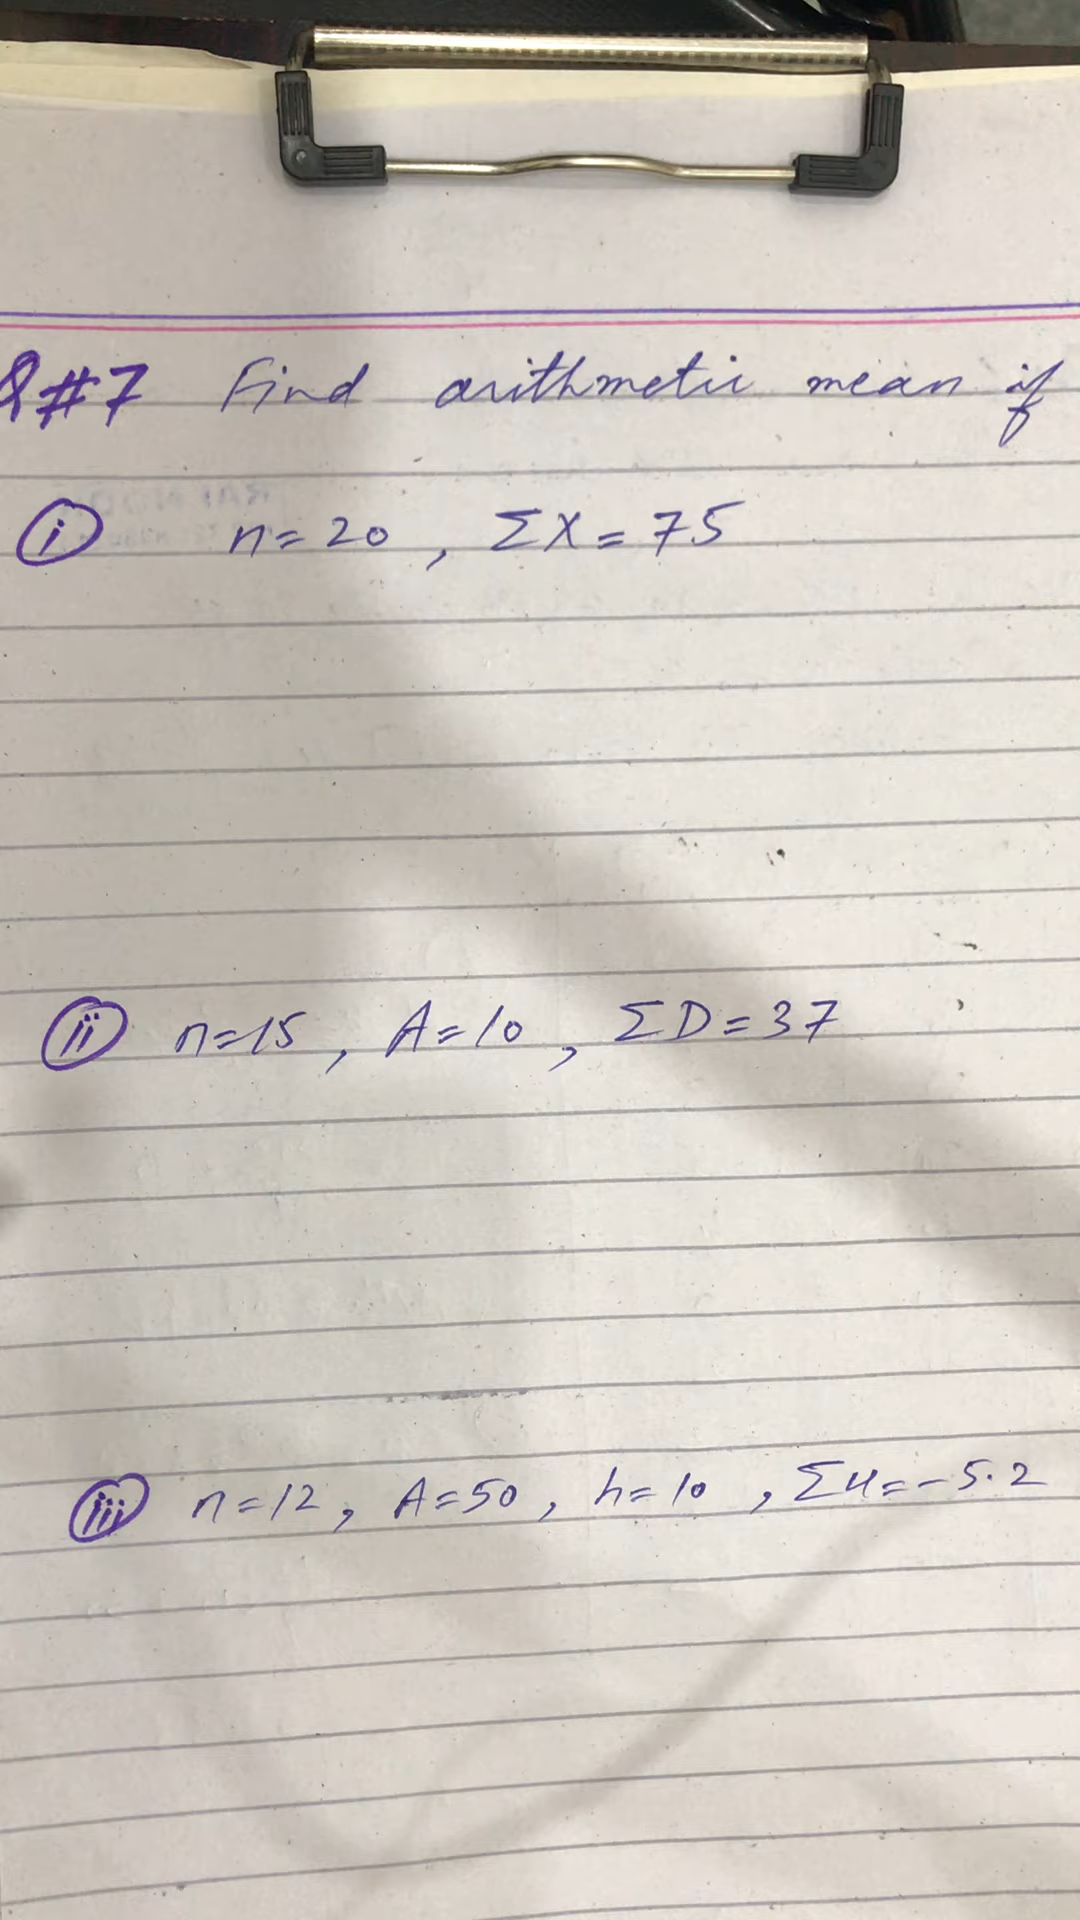 Q#7 Find arithmetic mean if
i n=20, ΣX=75
ii n=15, A=10, ΣD=37
iii n=12, A=50, h=10, Σu=-5.2